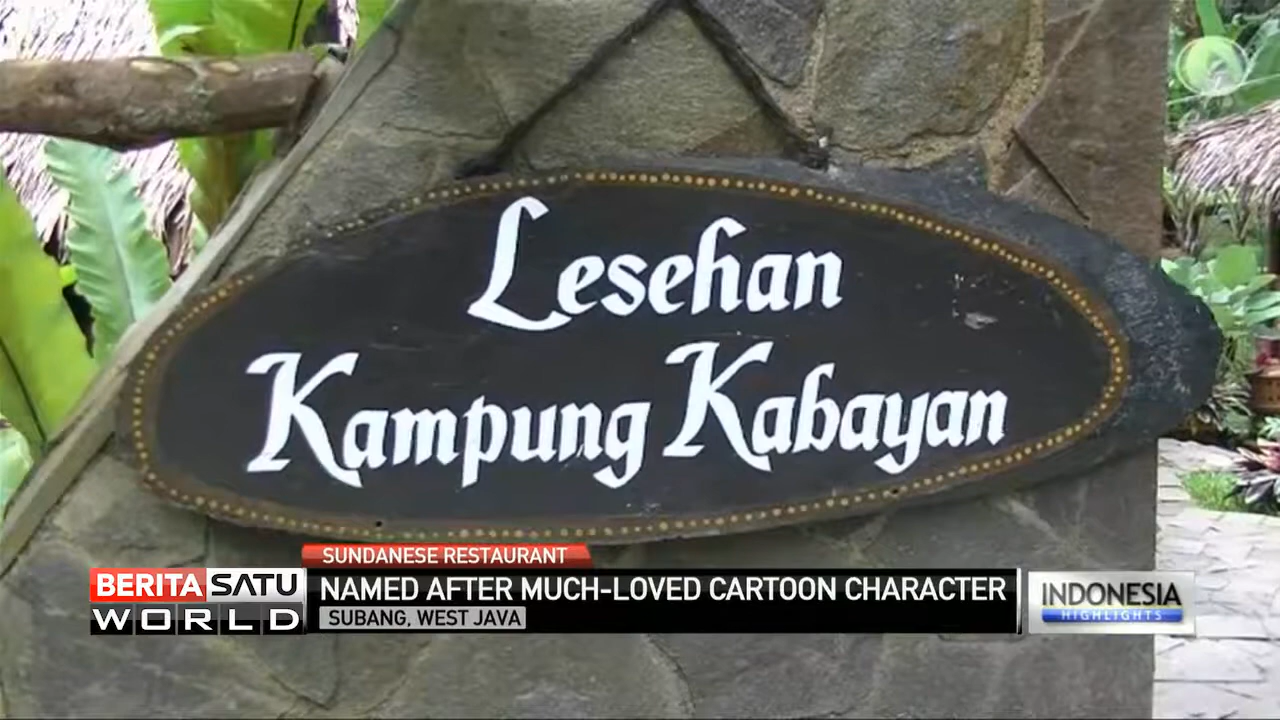 Lesehan
Kampung Kabayan
SUNDANESE RESTAURANT
BERITA SATU
WORLD
NAMED AFTER MUCH-LOVED CARTOON CHARACTER
SUBANG, WEST JAVA
INDONESIA
HIGHLIGHTS